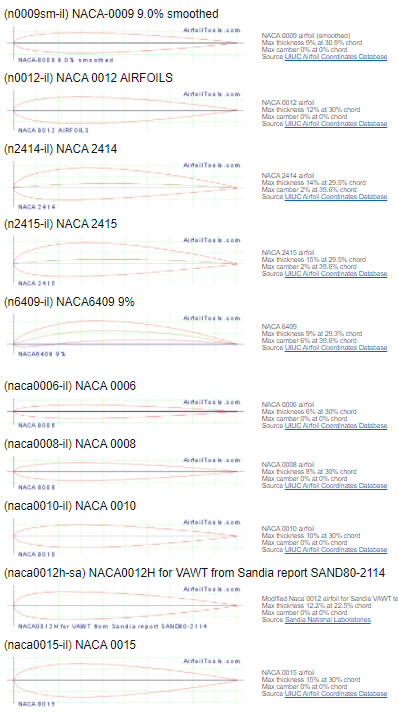 (n0009sm-il) NACA-0009 9.0% smoothed
AirfoilTools.com
NACA-0009 9.0% smoothed
NACA 0009 airfoil (smoothed)
Max thickness 9% at 30.9% chord
Max camber 0% at 0% chord
Source UIUC Airfoil Coordinates Database
(n0012-il) NACA 0012 AIRFOILS
AirfoilTools.com
NACA 0012 AIRFOILS
NACA 0012 airfoil
Max thickness 12% at 30% chord
Max camber 0% at 0% chord
Source UIUC Airfoil Coordinates Database
(n2414-il) NACA 2414
AirfoilTools.com
NACA 2414
NACA 2414 airfoil
Max thickness 14% at 29.5% chord
Max camber 2% at 39.6% chord
Source UIUC Airfoil Coordinates Database
(n2415-il) NACA 2415
AirfoilTools.com
NACA 2415
NACA 2415 airfoil
Max thickness 15% at 29.5% chord
Max camber 2% at 39.6% chord
Source UIUC Airfoil Coordinates Database
(n6409-il) NACA6409 9%
AirfoilTools.com
NACA6409 9%
NACA 6409
Max thickness 9% at 29.3% chord
Max camber 6% at 39.6% chord
Source UIUC Airfoil Coordinates Database
(naca0006-il) NACA 0006
AirfoilTools.com
NACA 0006
NACA 0006 airfoil
Max thickness 6% at 30% chord
Max camber 0% at 0% chord
Source UIUC Airfoil Coordinates Database
(naca0008-il) NACA 0008
AirfoilTools.com
NACA 0008
NACA 0008 airfoil
Max thickness 8% at 30% chord
Max camber 0% at 0% chord
Source UIUC Airfoil Coordinates Database
(naca0010-il) NACA 0010
AirfoilTools.com
NACA 0010
NACA 0010 airfoil
Max thickness 10% at 30% chord
Max camber 0% at 0% chord
Source UIUC Airfoil Coordinates Database
(naca0012h-sa) NACA0012H for VAWT from Sandia report SAND80-2114
AirfoilTools.com
NACA0012H for VAWT from Sandia report SAND80-2114
Modified Naca 0012 airfoil for Sandia VAWT te
Max thickness 12.2% at 22.5% chord
Max camber 0% at 0% chord
Source Sandia National Laboratories
(naca0015-il) NACA 0015
AirfoilTools.com
NACA 0015
NACA 0015 airfoil
Max thickness 15% at 30% chord
Max camber 0% at 0% chord
Source UIUC Airfoil Coordinates Database